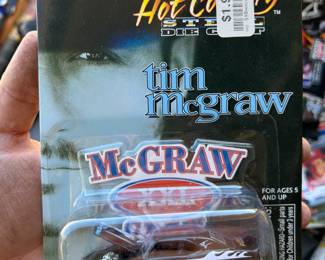 Hot Country
STEEL
DIE CAST
tim
mcgraw
McGRAW
FOR AGES 5
AND UP